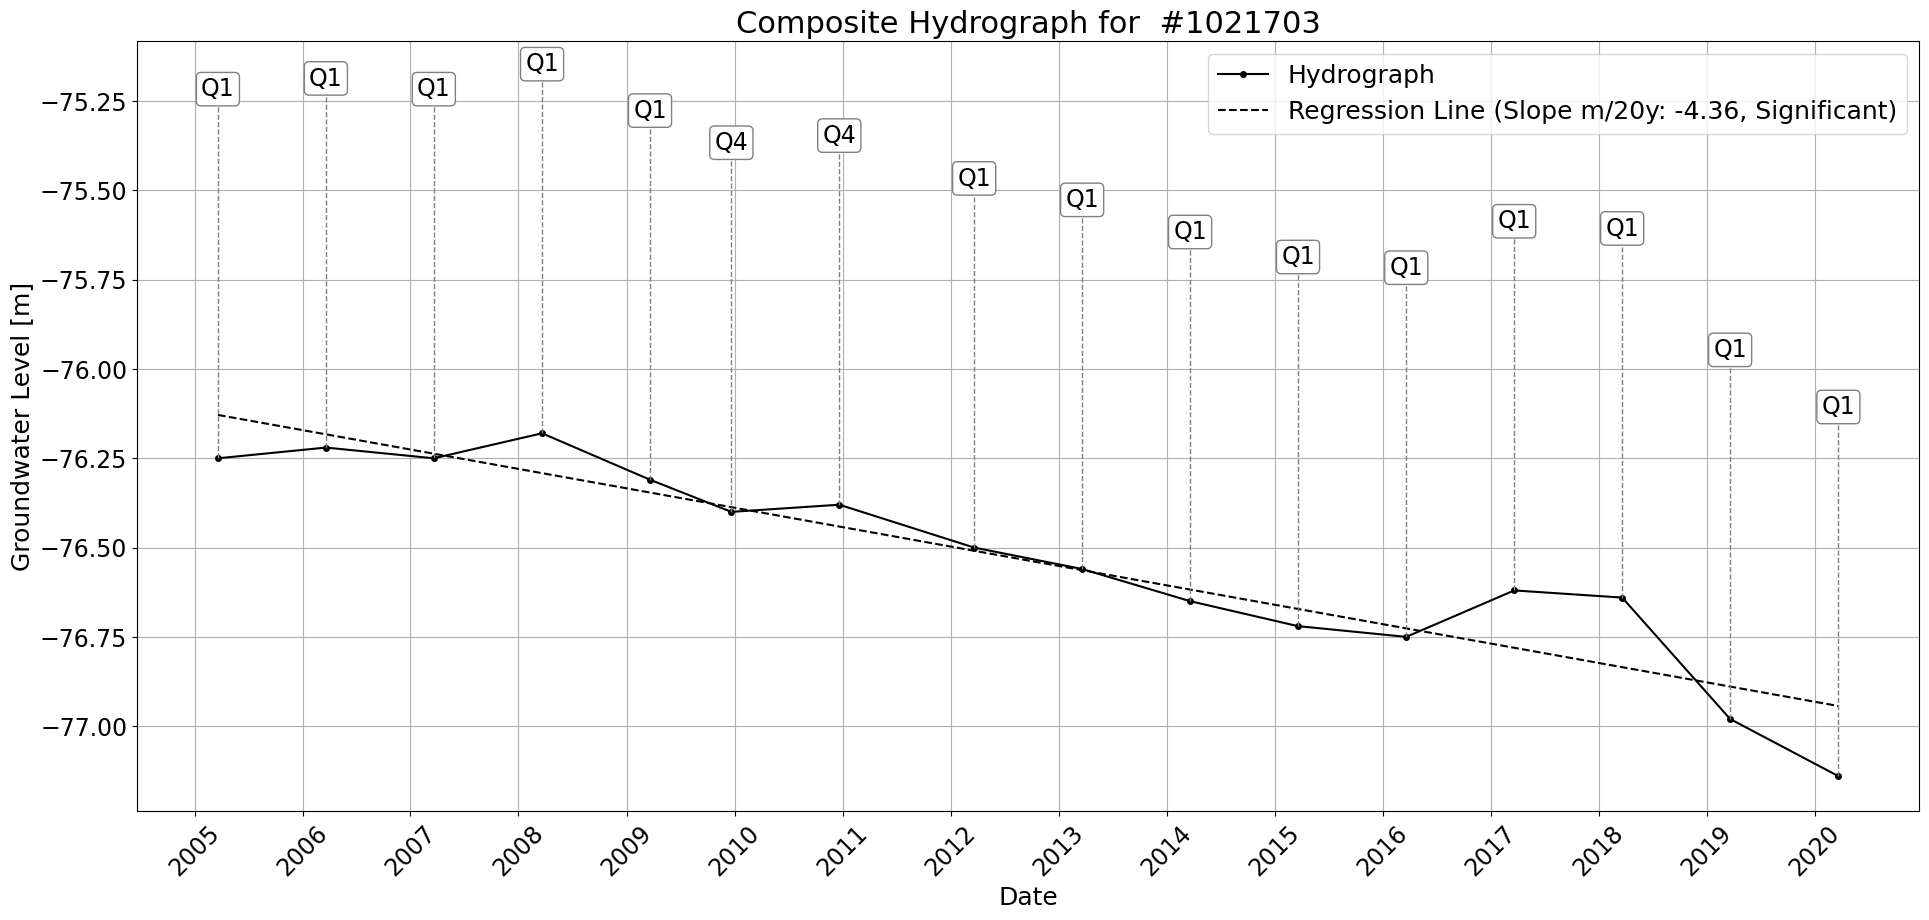 Composite Hydrograph for #1021703
Hydrograph
Regression Line (Slope m/20y: -4.36, Significant)
Q1
Q1
Q1
Q1
Q1
Q4
Q4
Q1
Q1
Q1
Q1
Q1
Q1
Q1
Q1
Q1
Groundwater Level [m]
−75.25
−75.50
−75.75
−76.00
−76.25
−76.50
−76.75
−77.00
2005
2006
2007
2008
2009
2010
2011
2012
2013
2014
2015
2016
2017
2018
2019
2020
Date